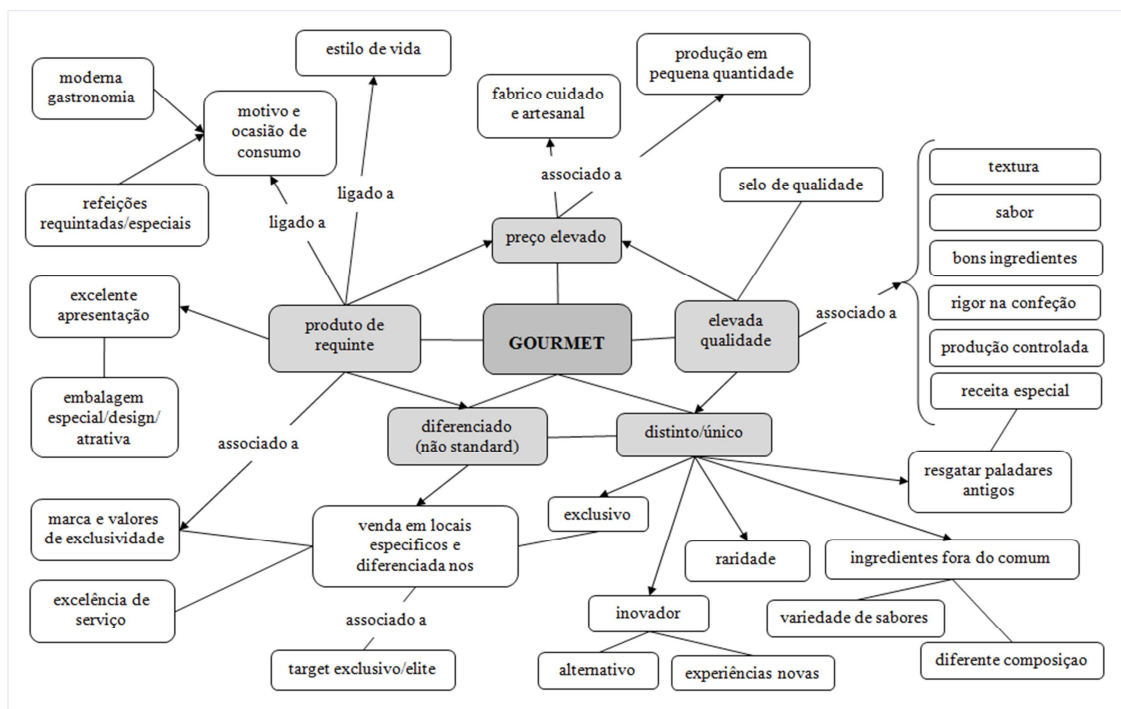 estilo de vida
produção em
pequena quantidade
moderna
gastronomia
fabrico cuidado
e artesanal
motivo e
ocasião de
consumo
textura
associado a
selo de qualidade
ligado a
refeições
requintadas/especiais
sabor
ligado a
preço elevado
bons ingredientes
excelente
apresentação
rigor na confeção
associado a
produto de
requinte
GOURMET
elevada
qualidade
produção controlada
receita especial
embalagem
especial/design/
atrativa
diferenciado
(não standard)
distinto/único
associado a
resgatar paladares
antigos
marca e valores
de exclusividade
venda em locais
especificos e
diferenciada nos
exclusivo
raridade
ingredientes fora do comum
excelência de
serviço
associado a
inovador
variedade de sabores
target exclusivo/elite
alternativo
experiências novas
diferente composiçao